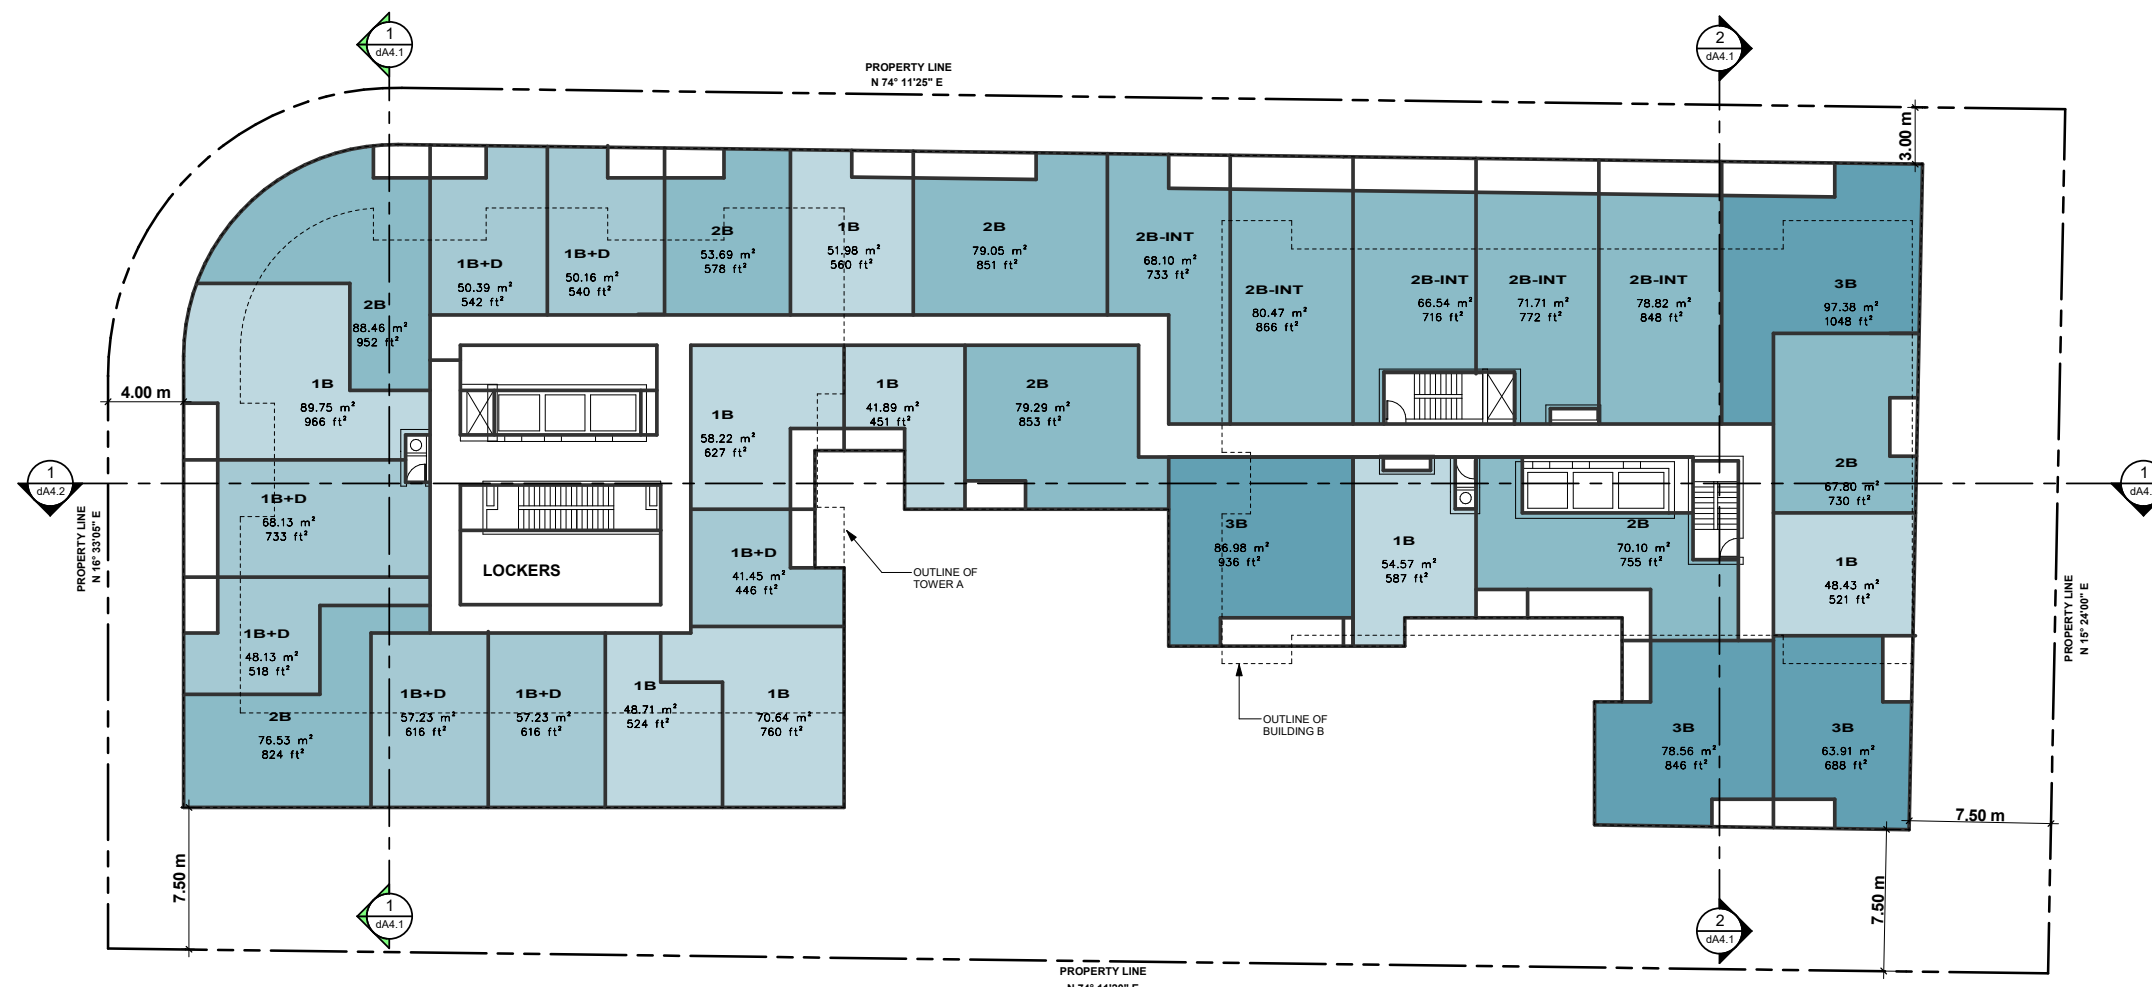 1
dA4.1
2
dA4.1
PROPERTY LINE
N 74° 11'25" E
3.00 m
2B
88.46 m²
952 ft²
1B+D
50.39 m²
542 ft²
1B+D
50.16 m²
540 ft²
2B
53.69 m²
578 ft²
1B
51.98 m²
560 ft²
2B
79.05 m²
851 ft²
2B-INT
68.10 m²
733 ft²
2B-INT
80.47 m²
866 ft²
2B-INT
66.54 m²
716 ft²
2B-INT
71.71 m²
772 ft²
2B-INT
78.82 m²
848 ft²
3B
97.38 m²
1048 ft²
4.00 m
1B
89.75 m²
966 ft²
1B
58.22 m²
627 ft²
1B
41.89 m²
451 ft²
2B
79.29 m²
853 ft²
2B
67.80 m²
730 ft²
1
dA4.2
1
PROPERTY LINE
N 16° 33'05" E
1B+D
68.13 m²
733 ft²
LOCKERS
1B+D
41.45 m²
446 ft²
OUTLINE OF
TOWER A
3B
86.98 m²
936 ft²
1B
54.57 m²
587 ft²
2B
70.10 m²
755 ft²
1B
48.43 m²
521 ft²
PROPERTY LINE
N 15° 24'00" E
1B+D
48.13 m²
518 ft²
2B
76.53 m²
824 ft²
1B+D
57.23 m²
616 ft²
1B+D
57.23 m²
616 ft²
1B
48.71 m²
524 ft²
1B
70.64 m²
760 ft²
OUTLINE OF
BUILDING B
3B
78.56 m²
846 ft²
3B
63.91 m²
688 ft²
7.50 m
7.50 m
7.50 m
1
dA4.1
2
dA4.1
PROPERTY LINE